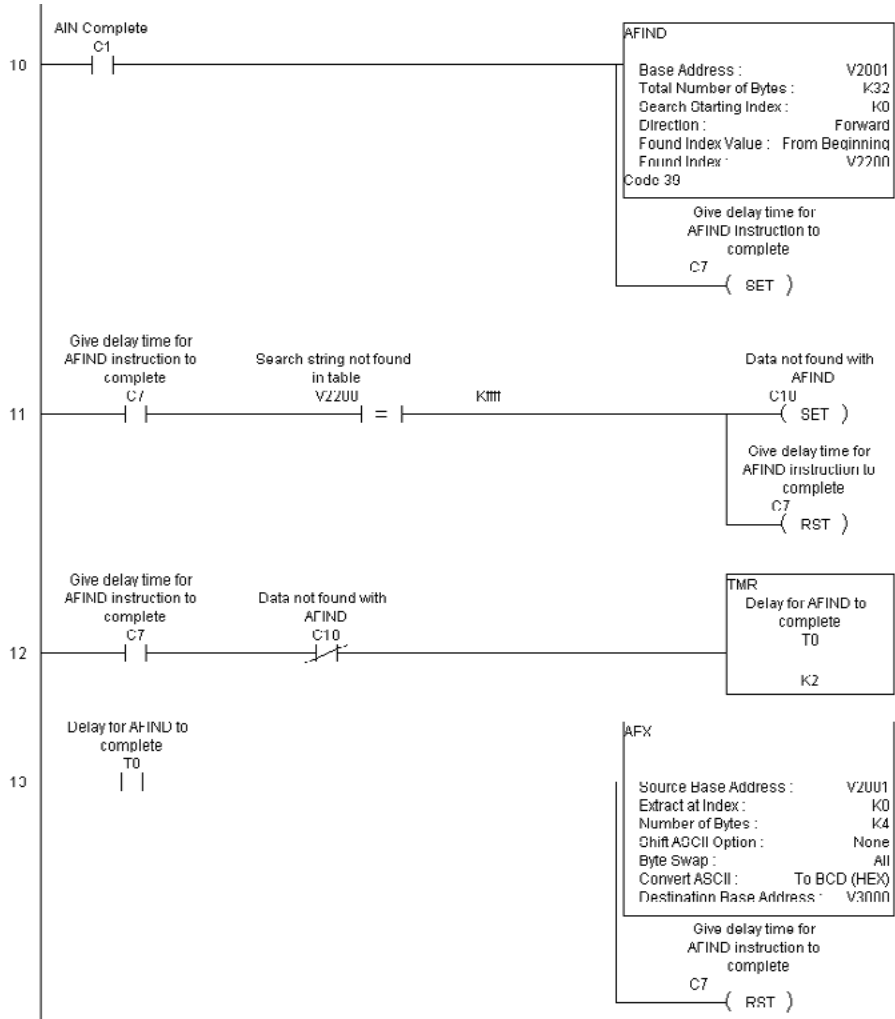 AIN Complete
C1
10
AFIND
Base Address : V2001
Total Number of Bytes : K32
Search Starting Index : K0
Direction : Forward
Found Index Value : From Beginning
Found Index : V2200
Code 39
Give delay time for
AFIND Instruction to
complete
C7
( SET )
Give delay time for
AFIND instruction to
complete
C7
Search string not found
in table
V2200
=
Kffff
Data not found with
AFIND
C10
( SET )
11
Give delay time for
AFIND instruction to
complete
C7
( RST )
Give delay time for
AFIND instruction to
complete
C7
Data not found with
AFIND
C10
12
TMR
Delay for AFIND to
complete
T0
K2
Delay for AFIND to
complete
T0
13
AEX
Source Base Address : V2001
Extract at Index : K0
Number of Bytes : K4
Shift ASCII Option : None
Byte Swap : All
Convert ASCII : To BCD (HEX)
Destination Base Address : V3000
Give delay time for
AFIND instruction to
complete
C7
( RST )